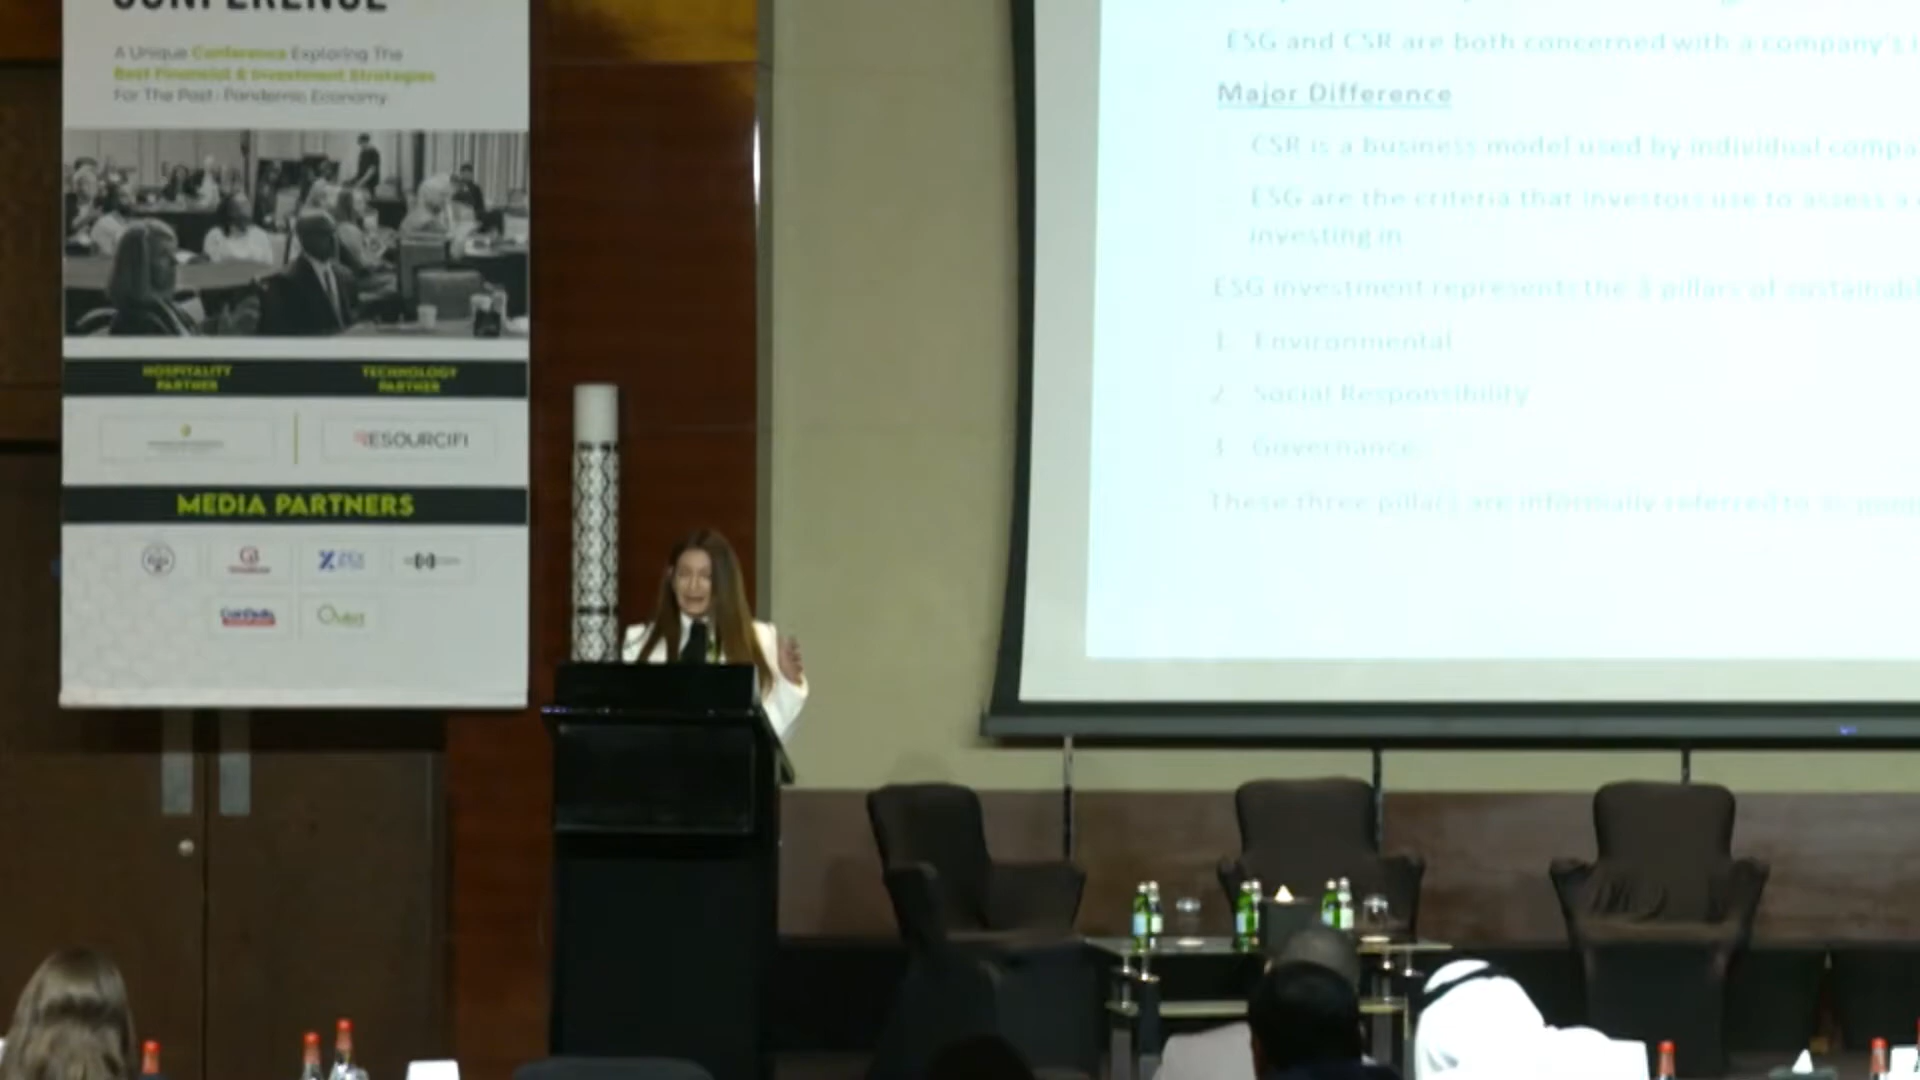 CONFERENCE
A Unique Conference Exploring The
Best Financial & Investment Strategies
For The Post - Pandemic Economy
HOSPITALITY
PARTNER
TECHNOLOGY
PARTNER
RESOURCIFI
MEDIA PARTNERS
ESG and CSR are both concerned with a company's
Major Difference
CSR is a business model used by individual compa
ESG are the criteria that investors use to assess a
investing in
ESG investment represents the 3 pillars of sustainabl
1. Environmental
2. Social Responsibility
3. Governance
These three pillars are informally referred to